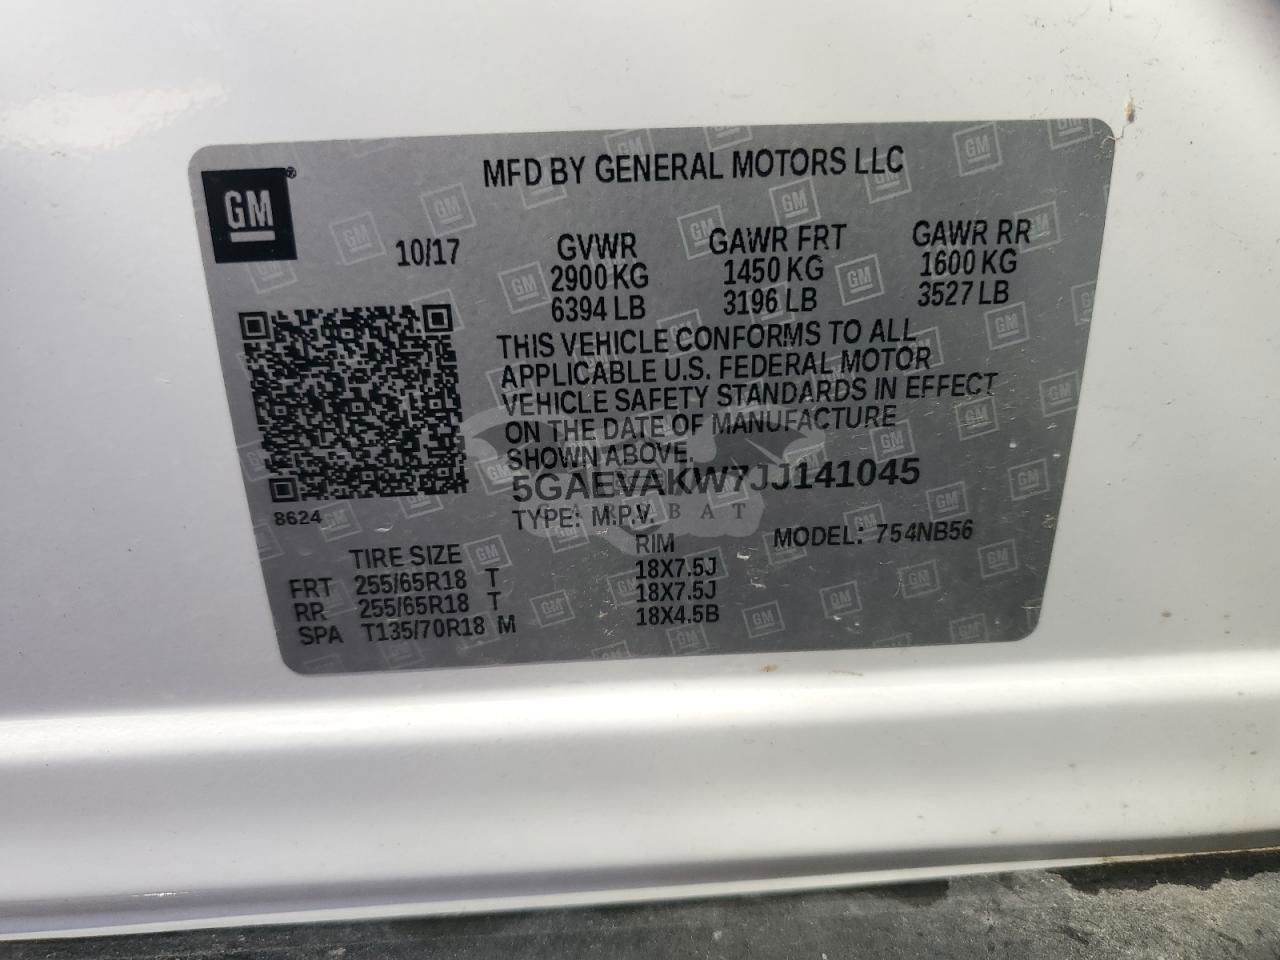 MFD BY GENERAL MOTORS LLC
GM
10/17 GVWR GAWR FRT GAWR RR
2900 KG 1450 KG 1600 KG
6394 LB 3196 LB 3527 LB
THIS VEHICLE CONFORMS TO ALL
APPLICABLE U.S. FEDERAL MOTOR
VEHICLE SAFETY STANDARDS IN EFFECT
ON THE DATE OF MANUFACTURE
SHOWN ABOVE.
5GAEVAKW7JJ141045
8624
TYPE: M.P.V. MODEL: 754NB56
TIRE SIZE RIM
FRT 255/65R18 T 18X7.5J
RR 255/65R18 T 18X7.5J
SPA T135/70R18 M 18X4.5B